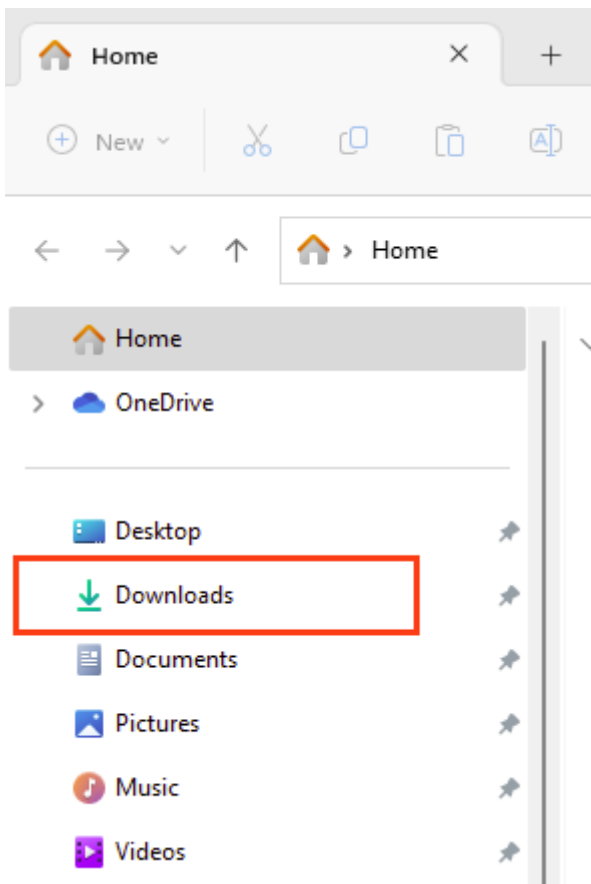 Home
New
Home
Home
OneDrive
Desktop
Downloads
Documents
Pictures
Music
Videos